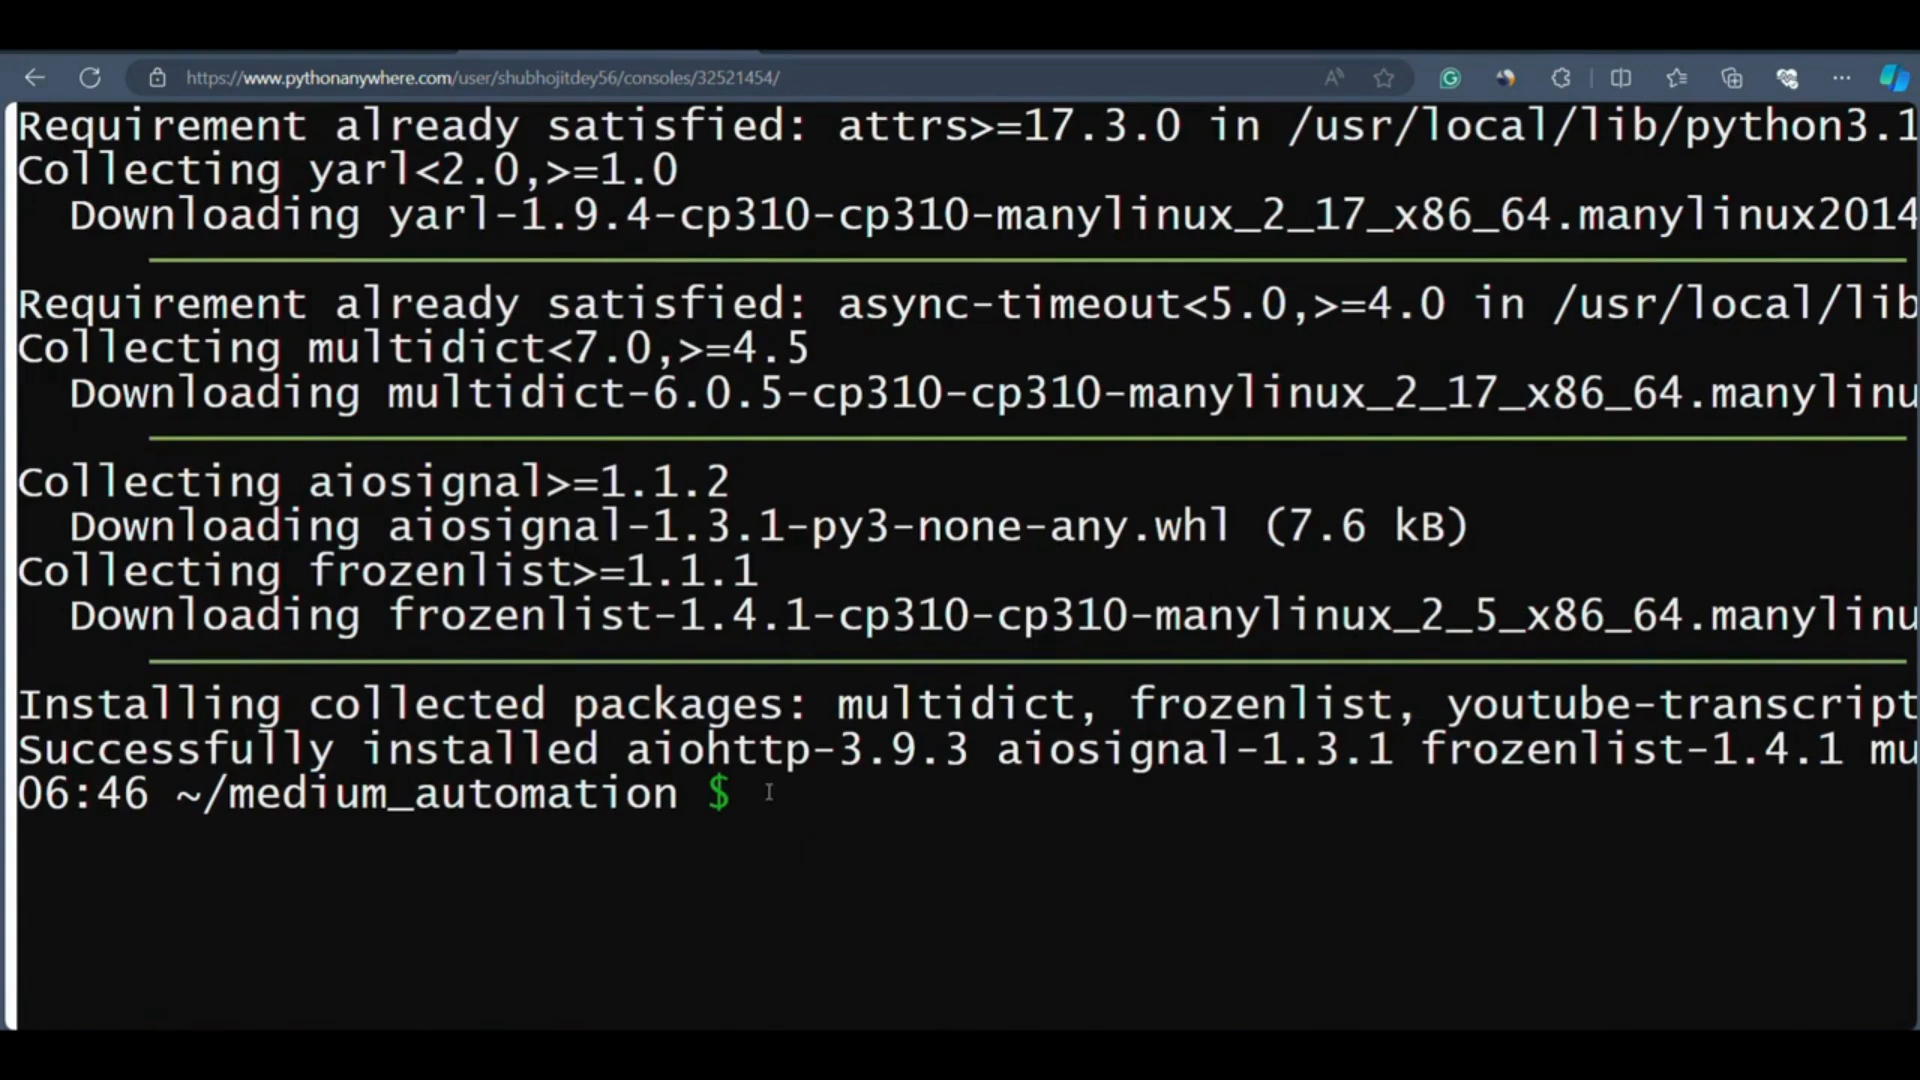 https://www.pythonanywhere.com/user/shubhojitdey56/consoles/32521454/
Requirement already satisfied: attrs>=17.3.0 in /usr/local/lib/python3.1
Collecting yarl<2.0,>=1.0
Downloading yarl-1.9.4-cp310-cp310-manylinux_2_17_x86_64.manylinux2014
Requirement already satisfied: async-timeout<5.0,>=4.0 in /usr/local/lib
Collecting multidict<7.0,>=4.5
Downloading multidict-6.0.5-cp310-cp310-manylinux_2_17_x86_64.manylinu
Collecting aiosignal>=1.1.2
Downloading aiosignal-1.3.1-py3-none-any.whl (7.6 kB)
Collecting frozenlist>=1.1.1
Downloading frozenlist-1.4.1-cp310-cp310-manylinux_2_5_x86_64.manylinu
Installing collected packages: multidict, frozenlist, youtube-transcript
Successfully installed aiohttp-3.9.3 aiosignal-1.3.1 frozenlist-1.4.1 mu
06:46 ~/medium_automation $